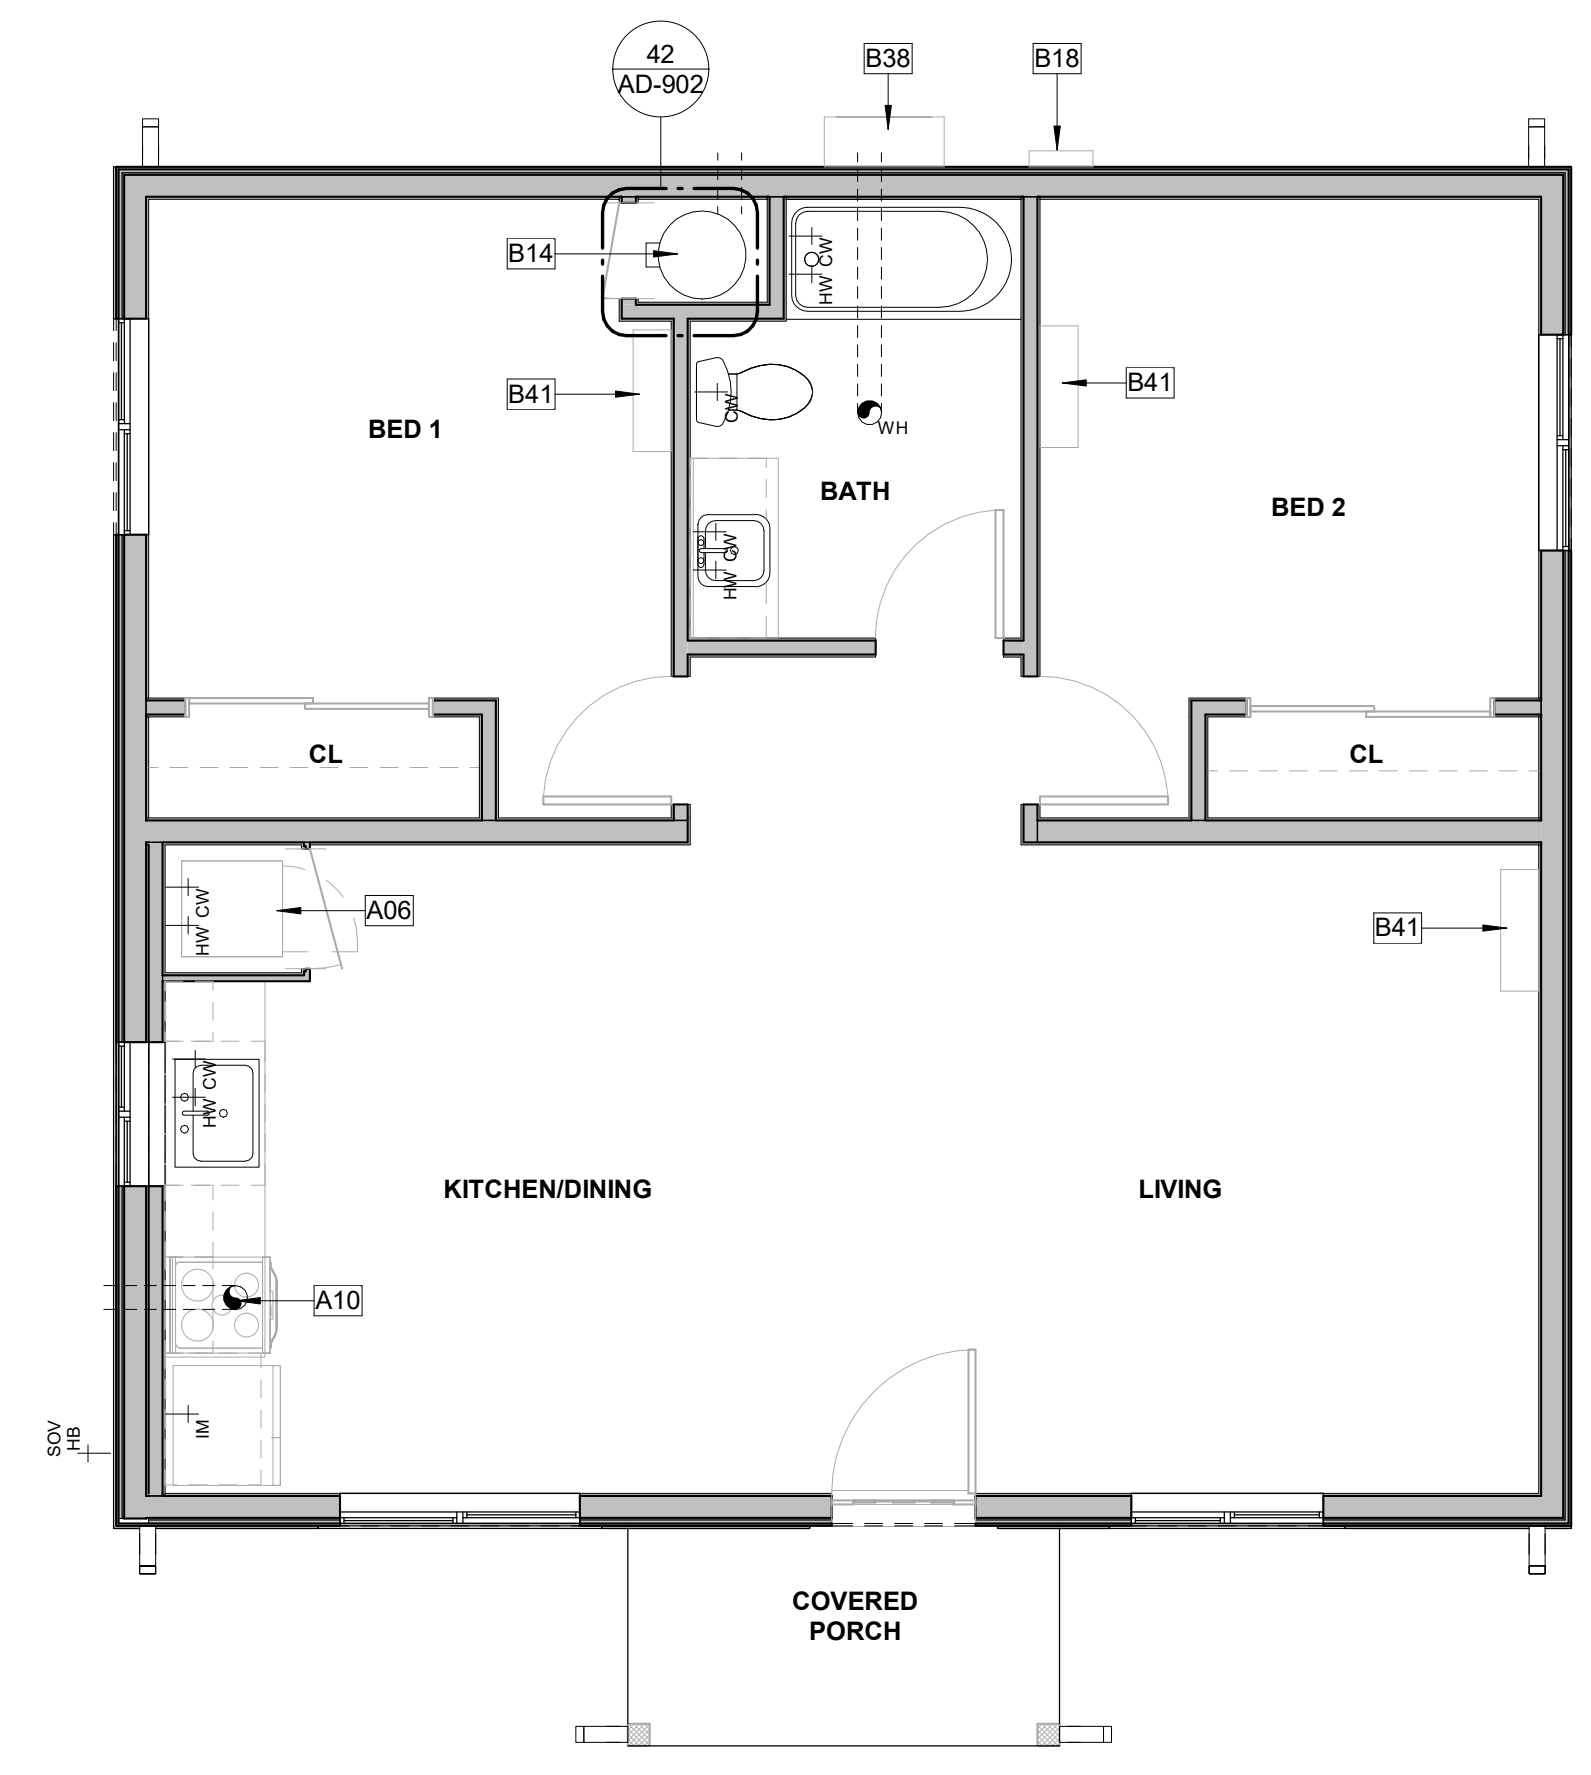 42
AD-902
B38
B18
B14
HW CW
B41
CW
WH
B41
BED 1
BATH
BED 2
HW CW
CL
CL
HW CW
A06
B41
HW CW
KITCHEN/DINING
LIVING
A10
IM
SOV
HB
COVERED
PORCH